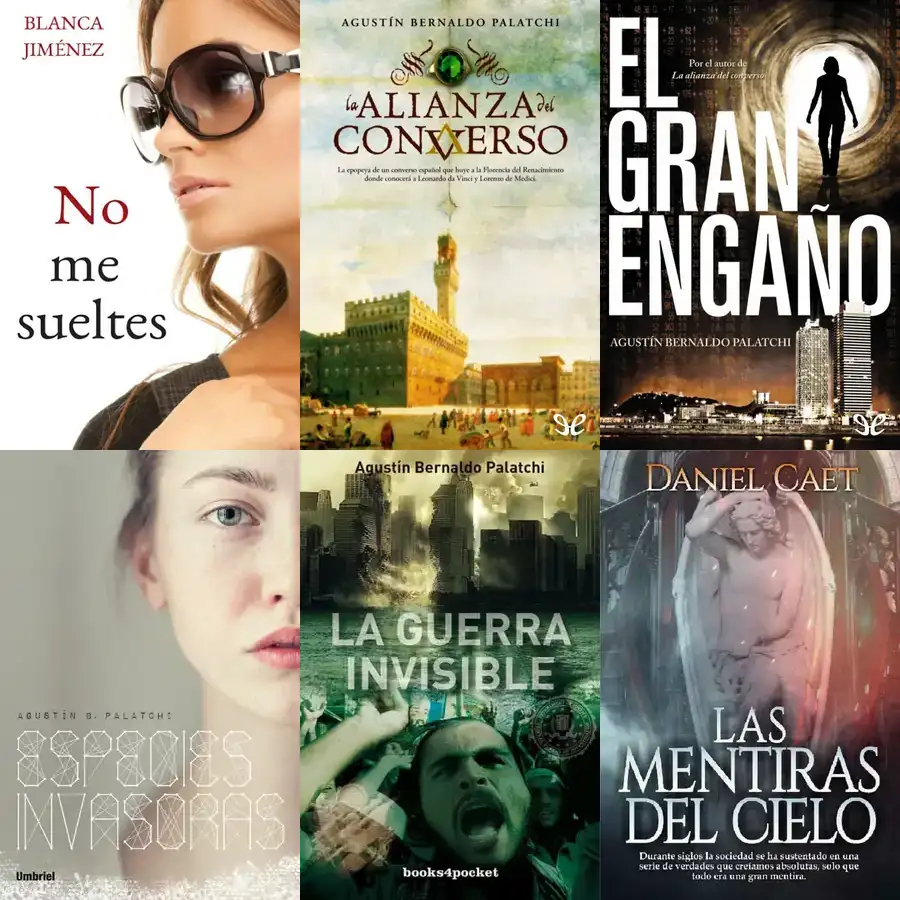 BLANCA
JIMÉNEZ
No
me
sueltes
AGUSTÍN BERNALDO PALATCHI
la ALIANZA del
CONVERSO
La epopeya de un converso español que huye a la Florencia del Renacimiento
donde conocerá a Leonardo da Vinci y Lorenzo de Medici.
EL
GRAN
ENGAÑO
Por el autor de
La alianza del converso
AGUSTÍN BERNALDO PALATCHI
AGUSTÍN B. PALATCHI
ESPECIES
INVASORAS
Umbriel
Agustín Bernaldo Palatchi
LA GUERRA
INVISIBLE
books4pocket
DANIEL CAET
LAS
MENTIRAS
DEL CIELO
Durante siglos la sociedad se ha sustentado en una
serie de verdades que creíamos absolutas, solo que
todo era una gran mentira.